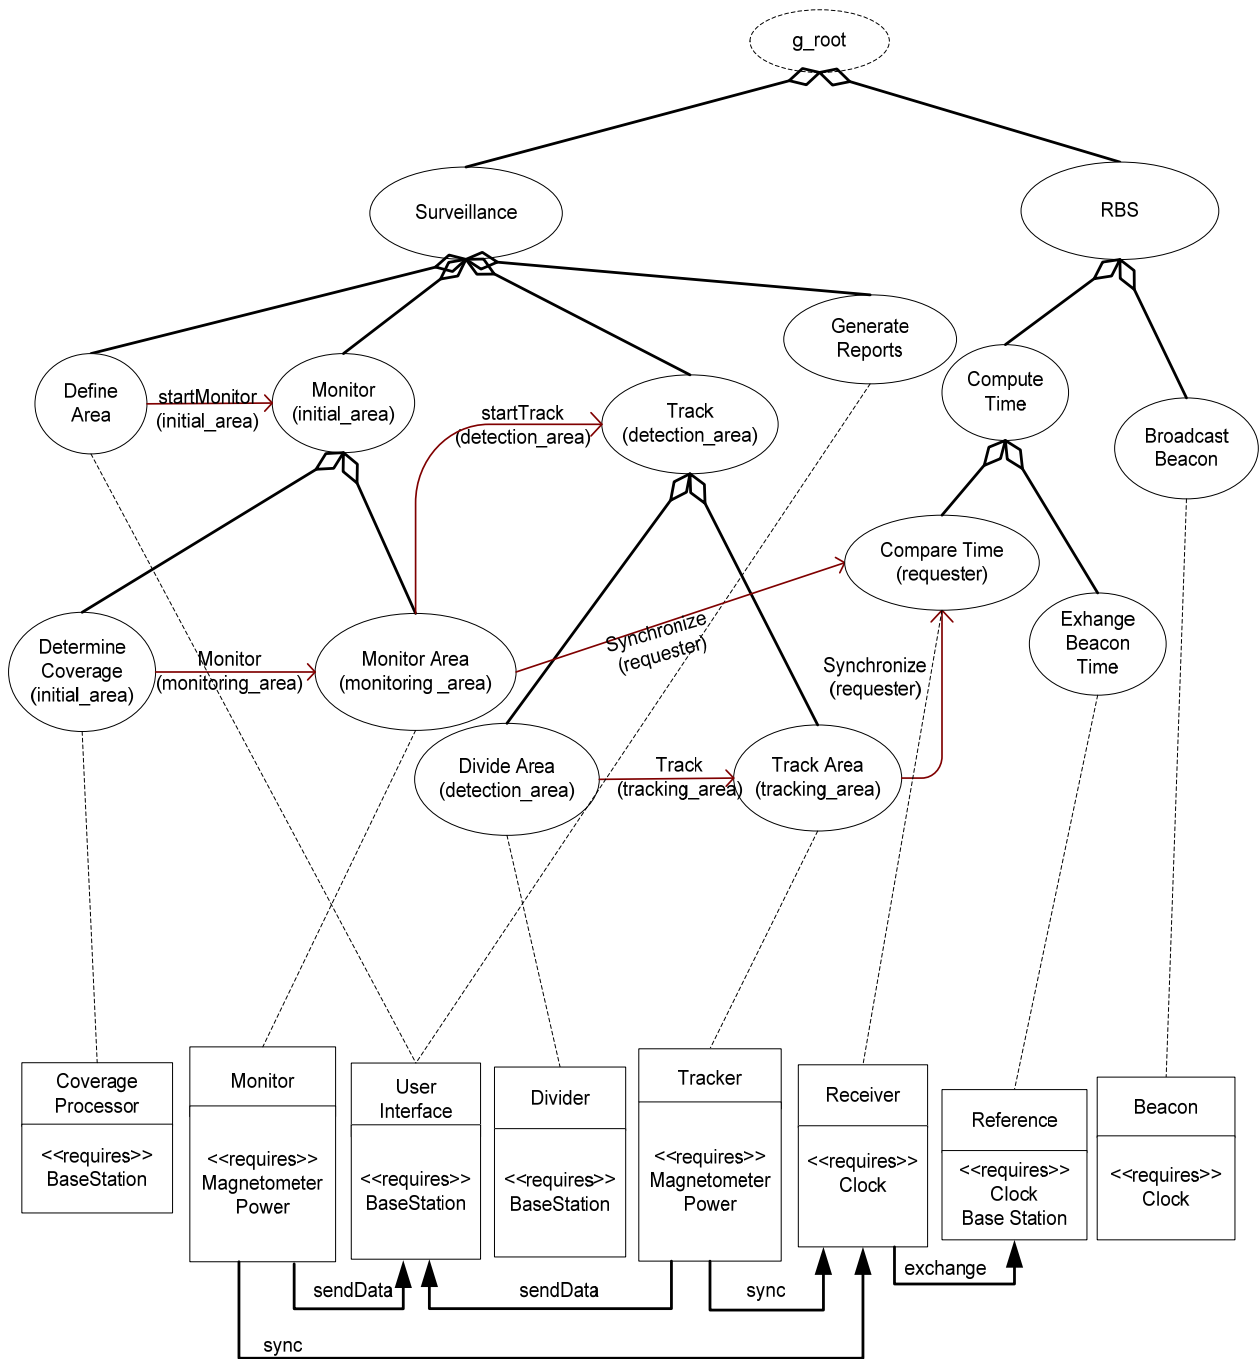 g_root
Surveillance
RBS
Generate
Reports
Define
Area
startMonitor
(initial_area)
Monitor
(initial_area)
startTrack
(detection_area)
Track
(detection_area)
Compute
Time
Broadcast
Beacon
Compare Time
(requester)
Exhange
Beacon
Time
Determine
Coverage
(initial_area)
Monitor
(monitoring_area)
Monitor Area
(monitoring _area)
Synchronize
(requester)
Synchronize
(requester)
Divide Area
(detection_area)
Track
(tracking_area)
Track Area
(tracking_area)
Coverage
Processor
<<requires>>
BaseStation
Monitor
<<requires>>
Magnetometer
Power
User
Interface
<<requires>>
BaseStation
Divider
<<requires>>
BaseStation
Tracker
<<requires>>
Magnetometer
Power
Receiver
<<requires>>
Clock
Reference
<<requires>>
Clock
Base Station
Beacon
<<requires>>
Clock
sendData
sendData
sync
exchange
sync